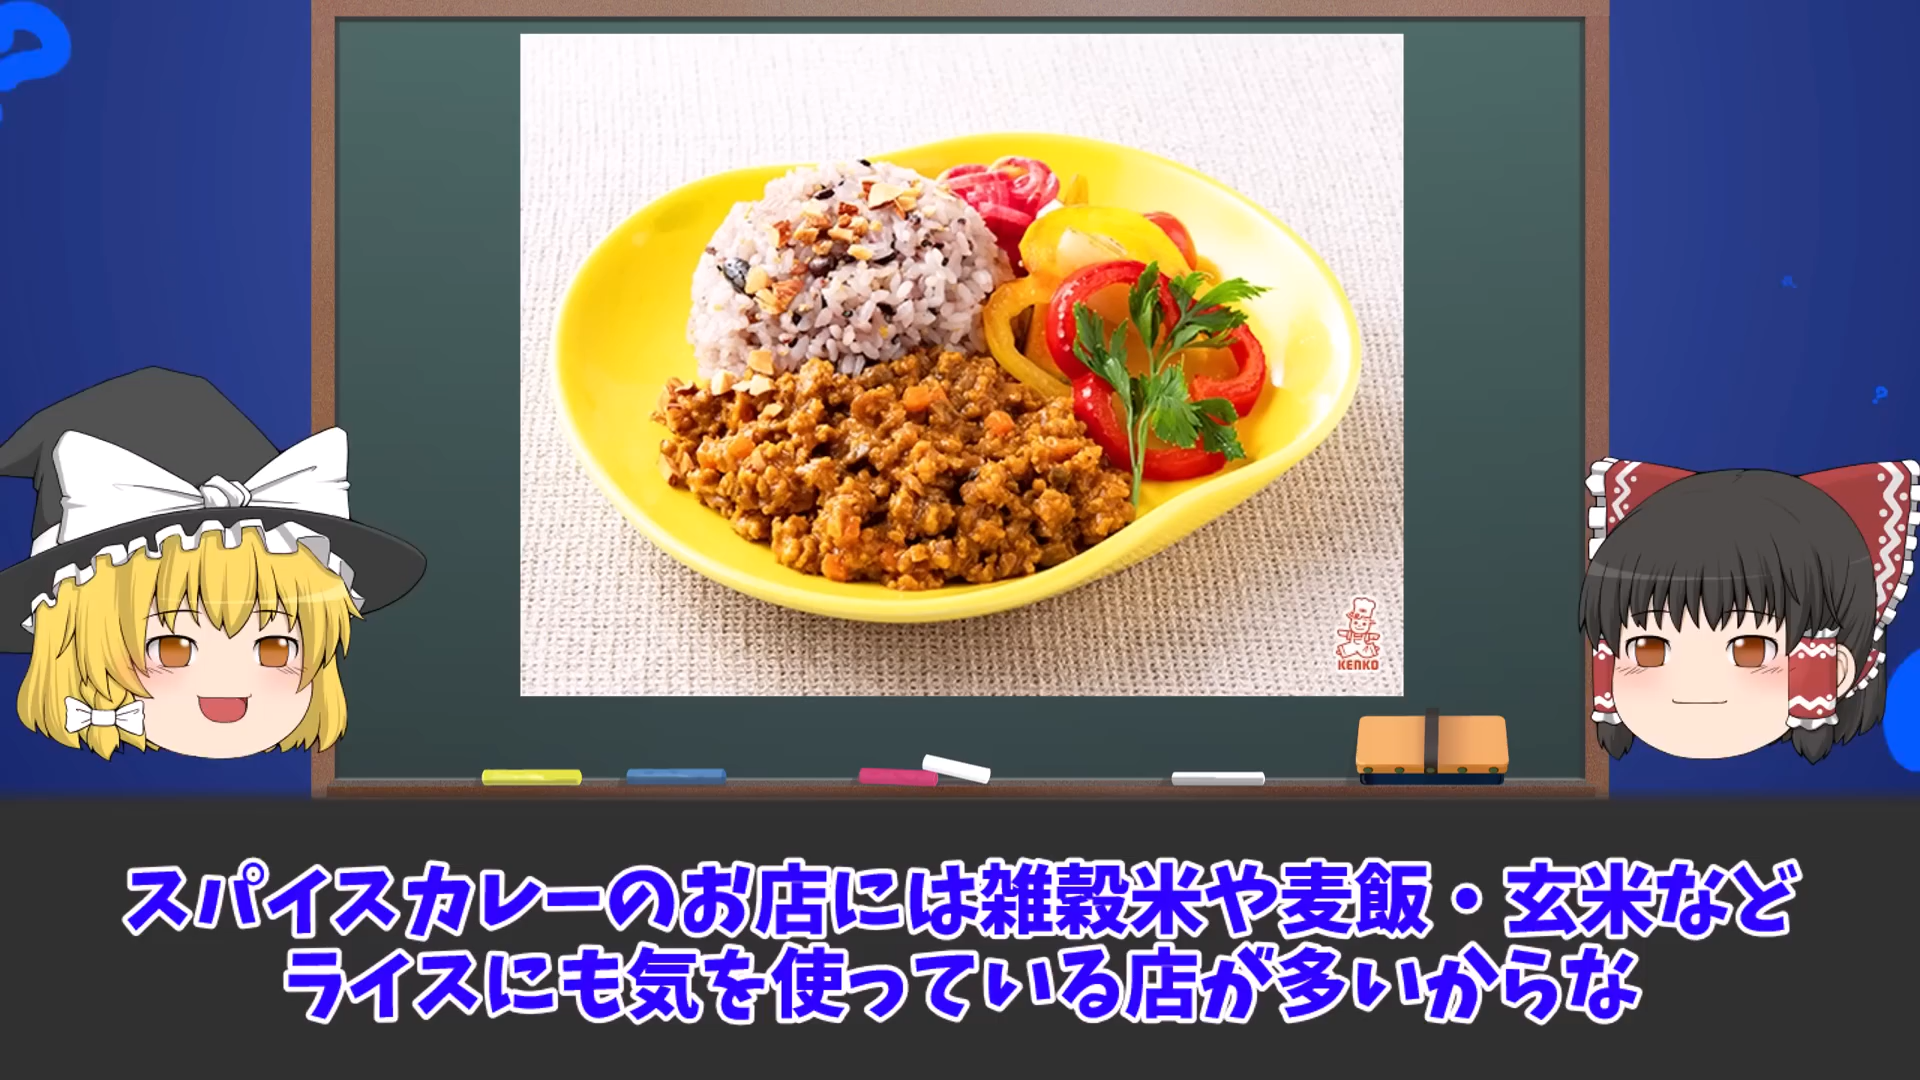 KENKO
スパイスカレーのお店には雑穀米や麦飯・玄米など
ライスにも気を使っている店が多いからな